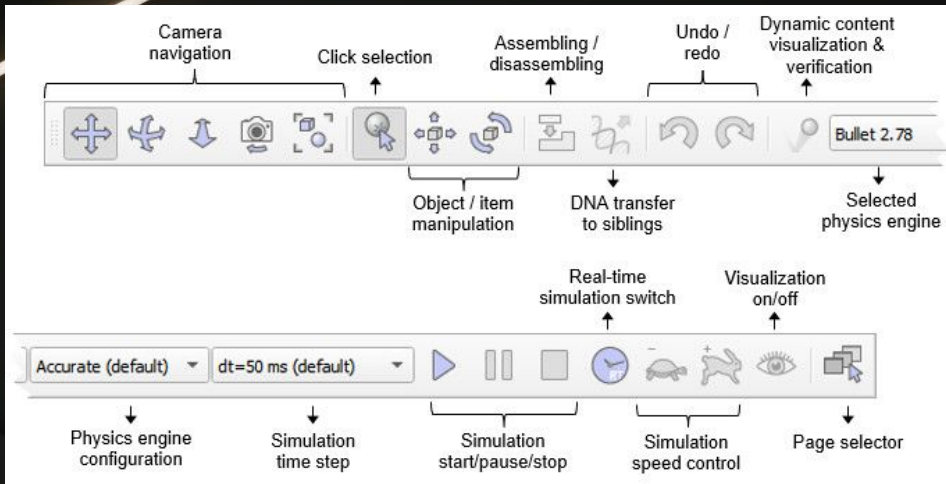 Camera
navigation
Click selection
Assembling /
disassembling
Undo /
redo
Dynamic content
visualization &
verification
Bullet 2.78
Object / item
manipulation
DNA transfer
to siblings
Selected
physics engine
Real-time
simulation switch
Visualization
on/off
Accurate (default)
dt=50 ms (default)
RT
- +
Physics engine
configuration
Simulation
time step
Simulation
start/pause/stop
Simulation
speed control
Page selector